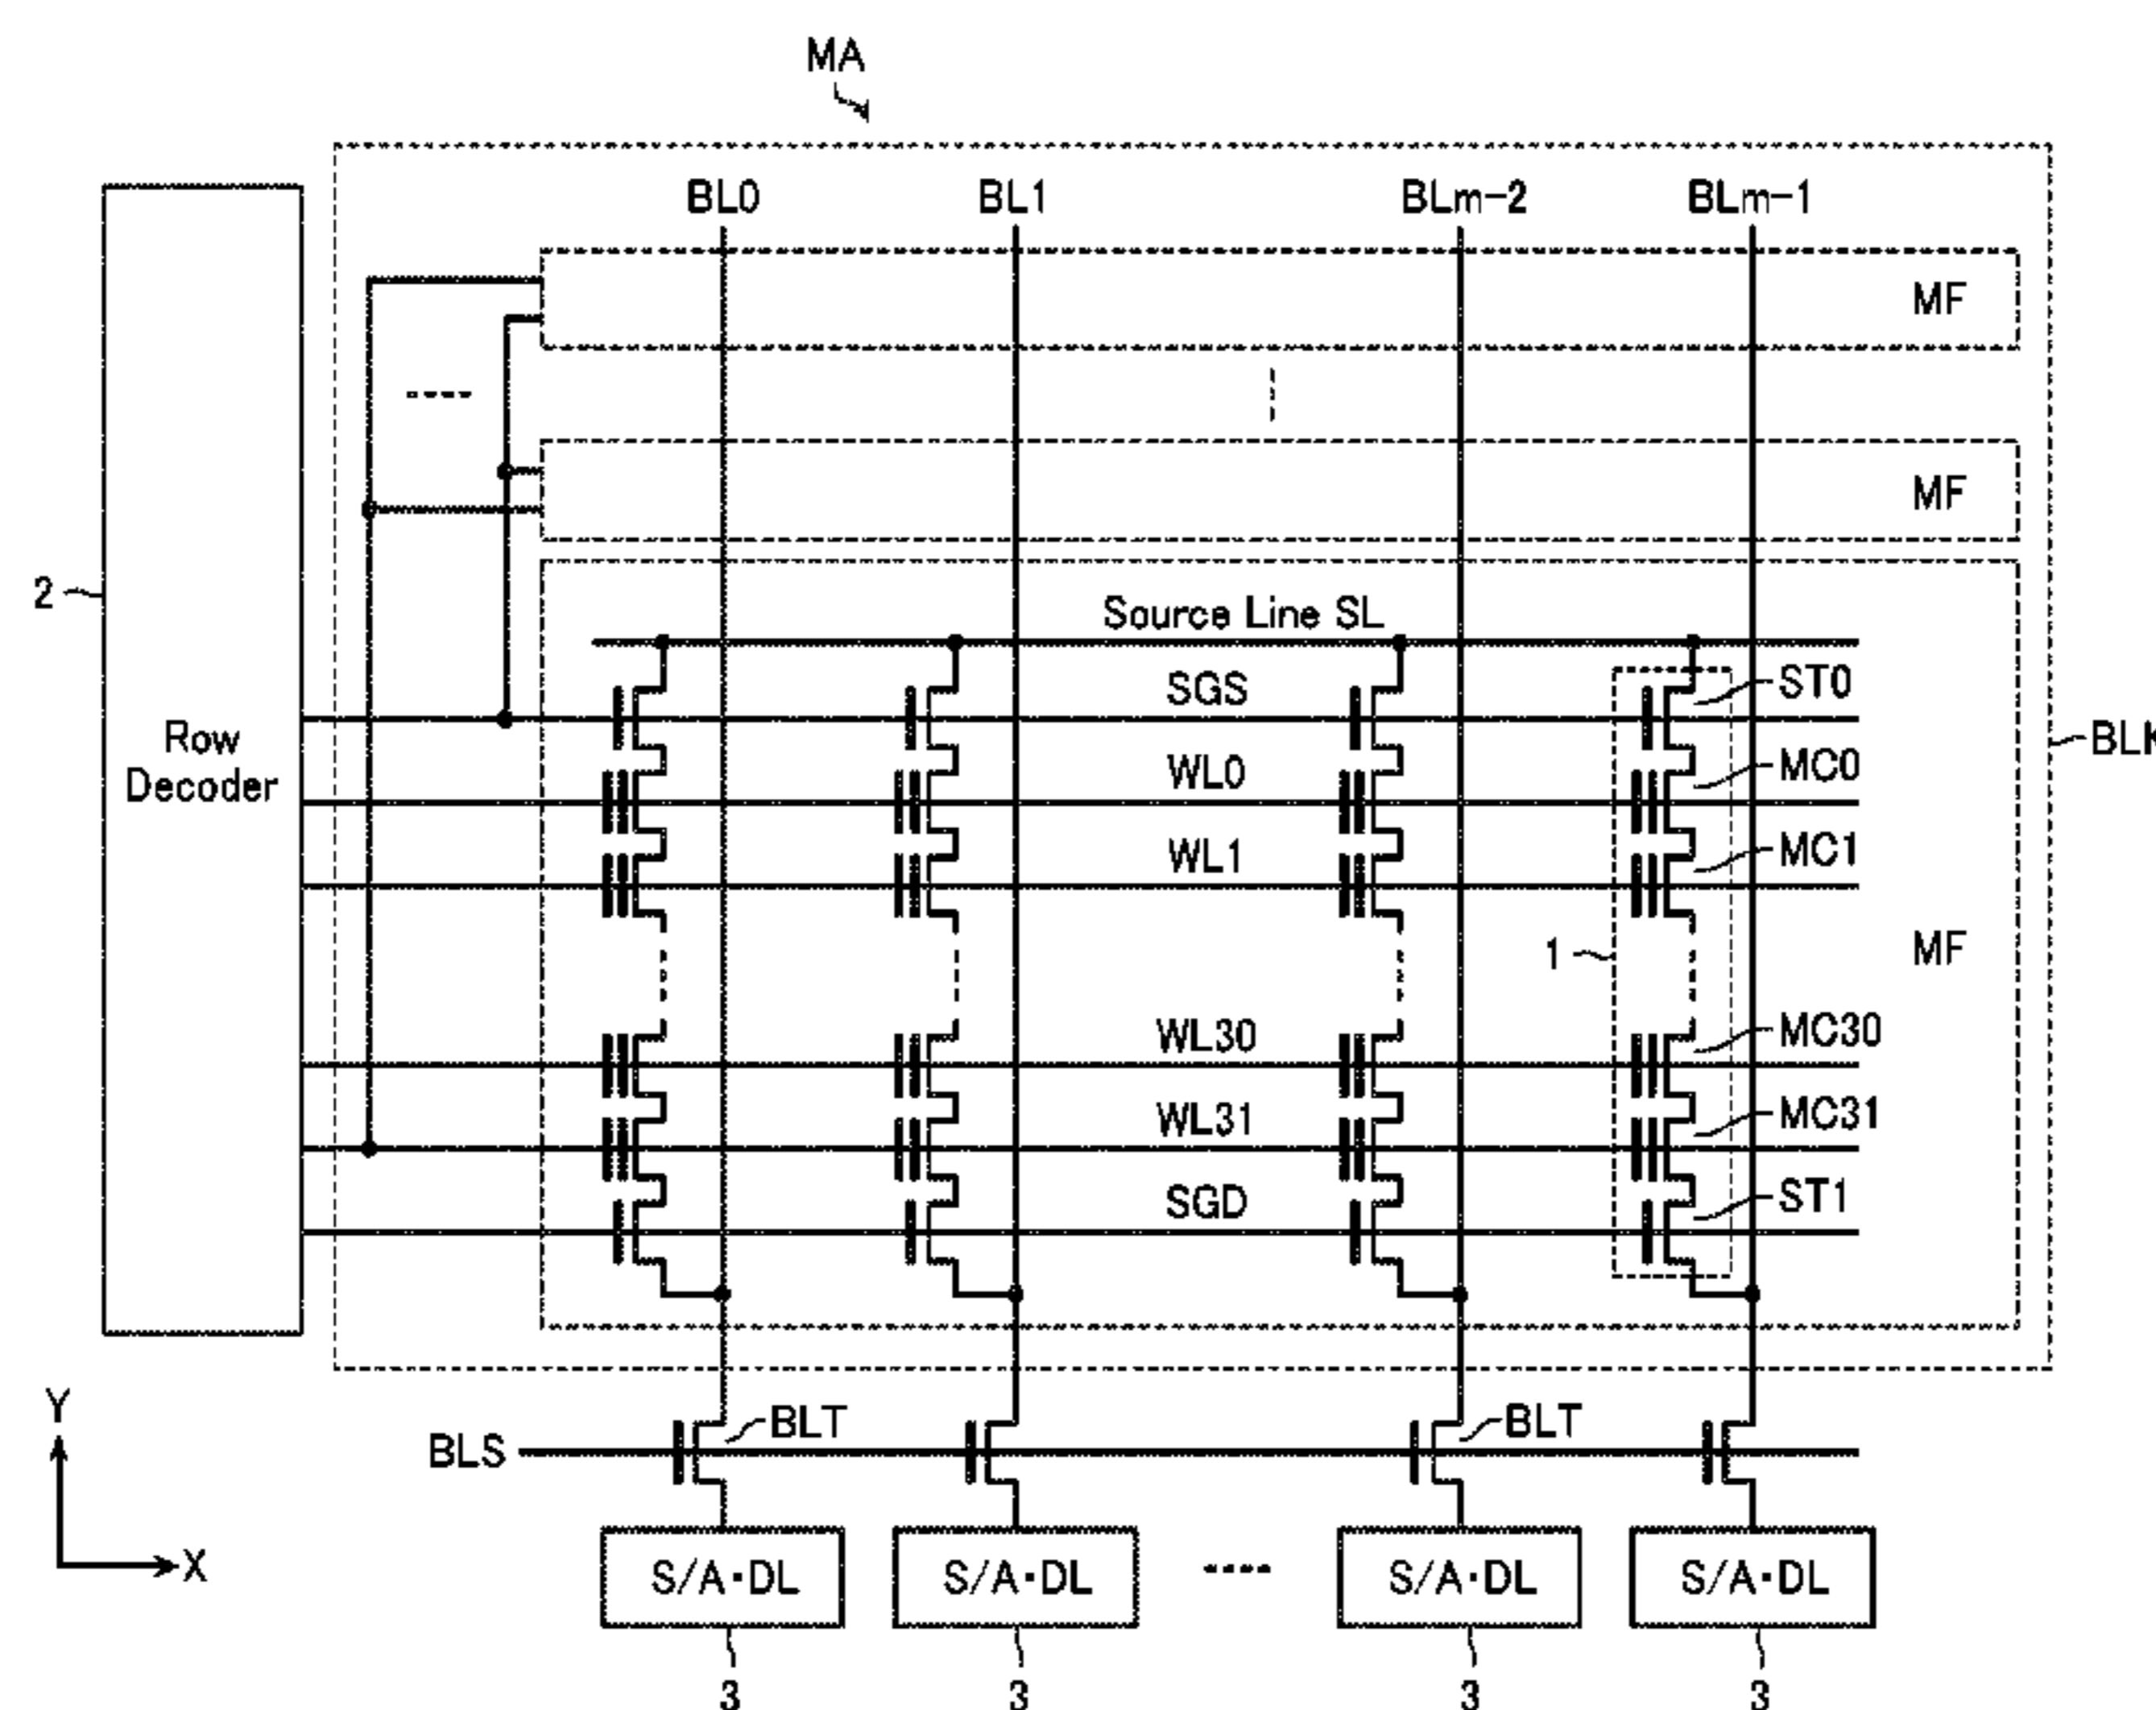 MA
BL0 BL1 BLm-2 BLm-1
MF
MF
2
Source Line SL
SGS ST0
Row Decoder
BLK
WL0 MC0
WL1 MC1
1 MF
WL30 MC30
WL31 MC31
SGD ST1
Y
X
BLS BLT BLT
S/A·DL S/A·DL S/A·DL S/A·DL
3 3 3 3